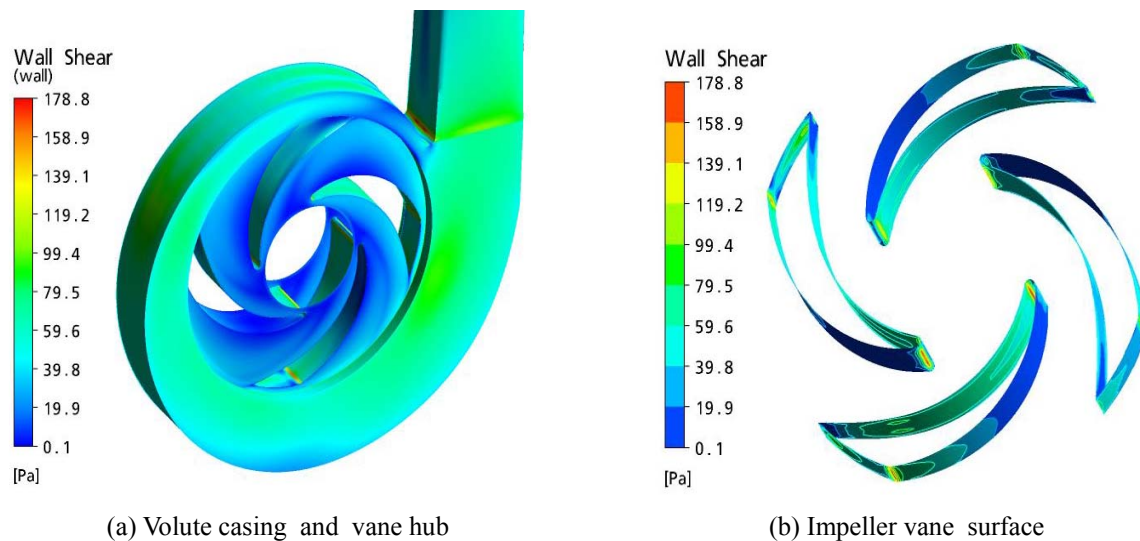 Wall Shear
(wall)
178.8
158.9
139.1
119.2
99.4
79.5
59.6
39.8
19.9
0.1
[Pa]
Wall Shear
178.8
158.9
139.1
119.2
99.4
79.5
59.6
39.8
19.9
0.1
[Pa]
(a) Volute casing and vane hub
(b) Impeller vane surface